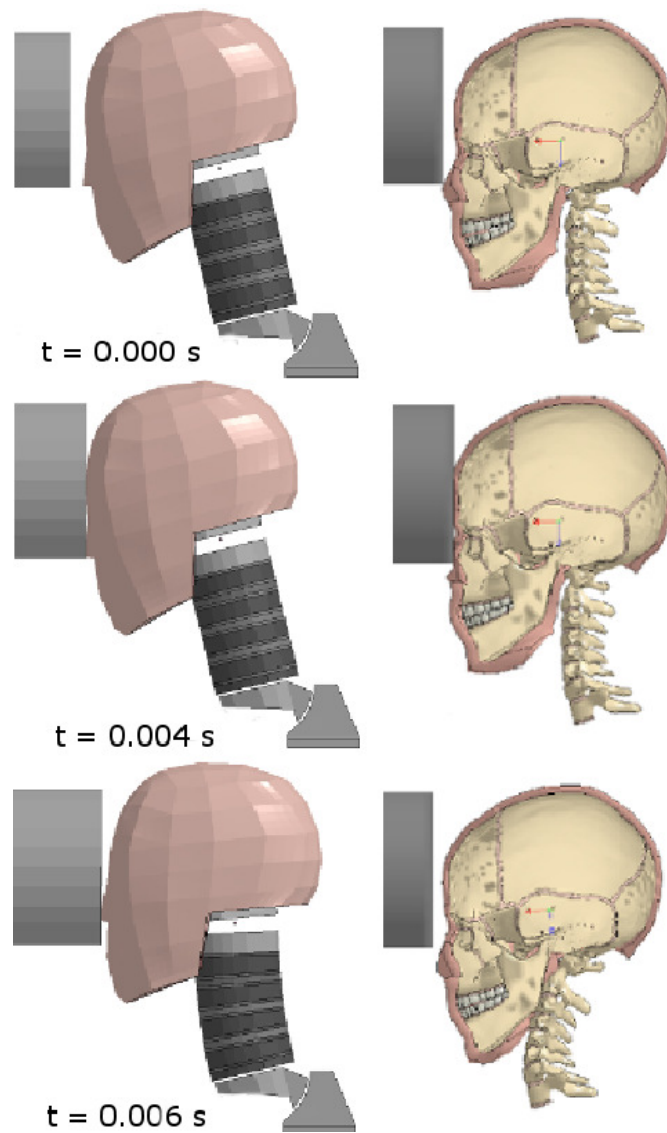 t = 0.000 s
t = 0.004 s
t = 0.006 s